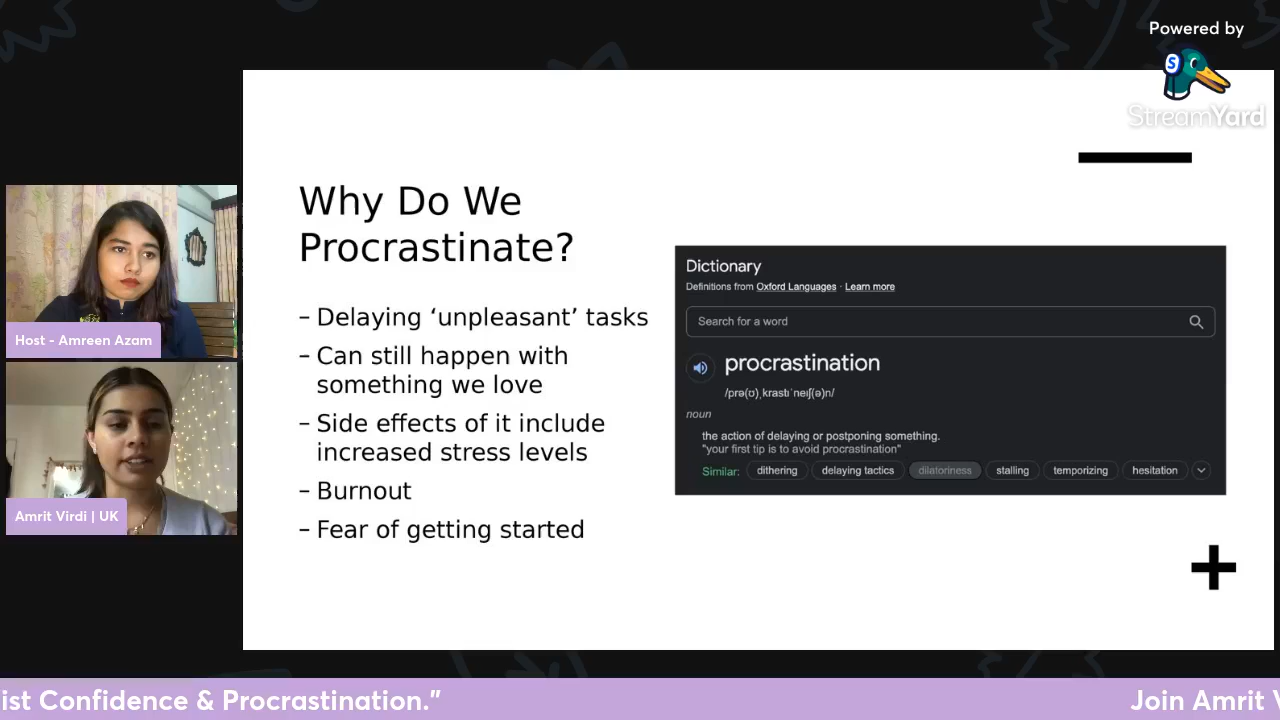 Powered by
StreamYard
Why Do We
Procrastinate?
– Delaying ‘unpleasant’ tasks
– Can still happen with
something we love
– Side effects of it include
increased stress levels
– Burnout
– Fear of getting started
Dictionary
Definitions from Oxford Languages · Learn more
Search for a word
procrastination
/prə(ʊ)ˌkrastɪˈneɪʃ(ə)n/
noun
the action of delaying or postponing something.
"your first tip is to avoid procrastination"
Similar: dithering delaying tactics dilatoriness stalling temporizing hesitation
Host - Amreen Azam
Amrit Virdi | UK
ist Confidence & Procrastination.” Join Amrit V